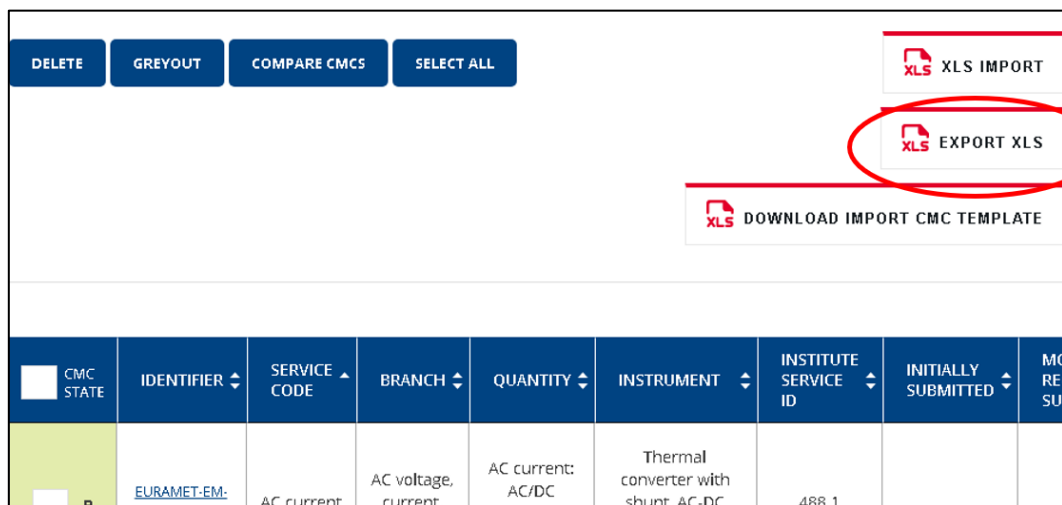 DELETE
GREYOUT
COMPARE CMCS
SELECT ALL
XLS XLS IMPORT
XLS EXPORT XLS
XLS DOWNLOAD IMPORT CMC TEMPLATE
CMC
STATE
IDENTIFIER
SERVICE
CODE
BRANCH
QUANTITY
INSTRUMENT
INSTITUTE
SERVICE
ID
INITIALLY
SUBMITTED
EURAMET-EM-
AC current
AC voltage,
current
AC current:
AC/DC
Thermal
converter with
shunt, AC-DC
488.1